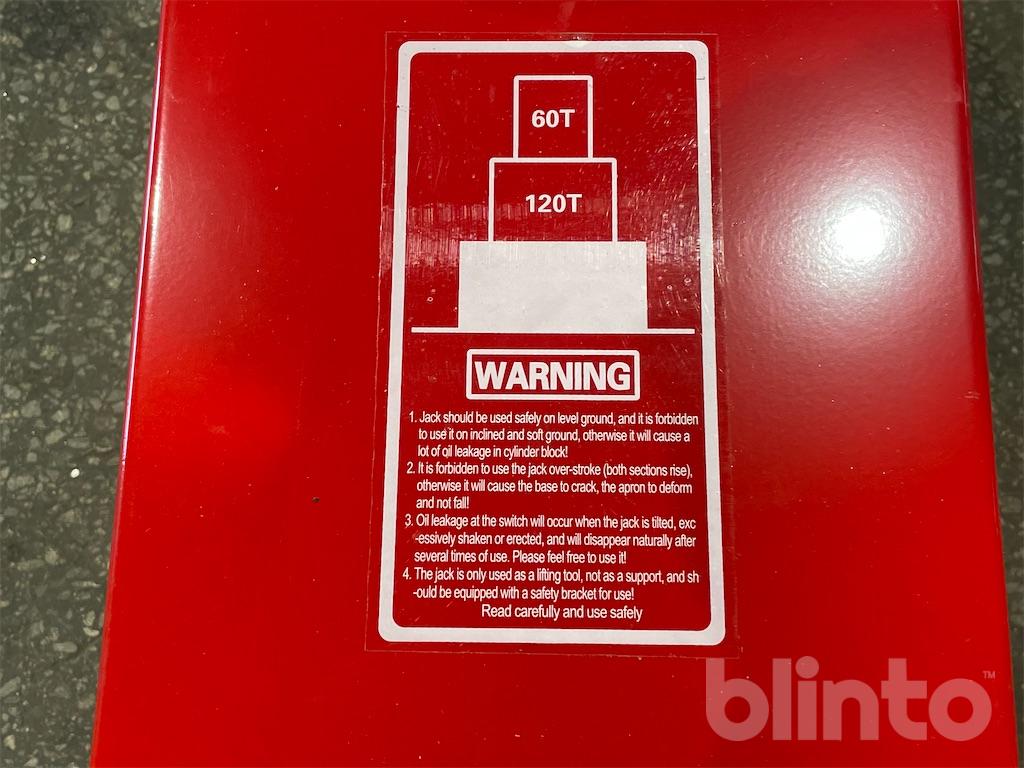 60T
120T
WARNING
1. Jack should be used safely on level ground, and it is forbidden
to use it on inclined and soft ground, otherwise it will cause a
lot of oil leakage in cylinder block!
2. It is forbidden to use the jack over-stroke (both sections rise),
otherwise it will cause the base to crack, the apron to deform
and not fall!
3. Oil leakage at the switch will occur when the jack is tilted, exc
-essively shaken or erected, and will disappear naturally after
several times of use. Please feel free to use it!
4. The jack is only used as a lifting tool, not as a support, and sh
-ould be equipped with a safety bracket for use!
Read carefully and use safely
blinto™